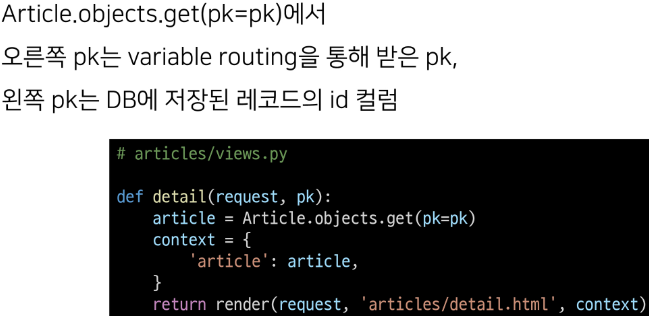 Article.objects.get(pk=pk)에서
오른쪽 pk는 variable routing을 통해 받은 pk,
왼쪽 pk는 DB에 저장된 레코드의 id 컬럼
# articles/views.py
def detail(request, pk):
    article = Article.objects.get(pk=pk)
    context = {
        'article': article,
    }
    return render(request, 'articles/detail.html', context)